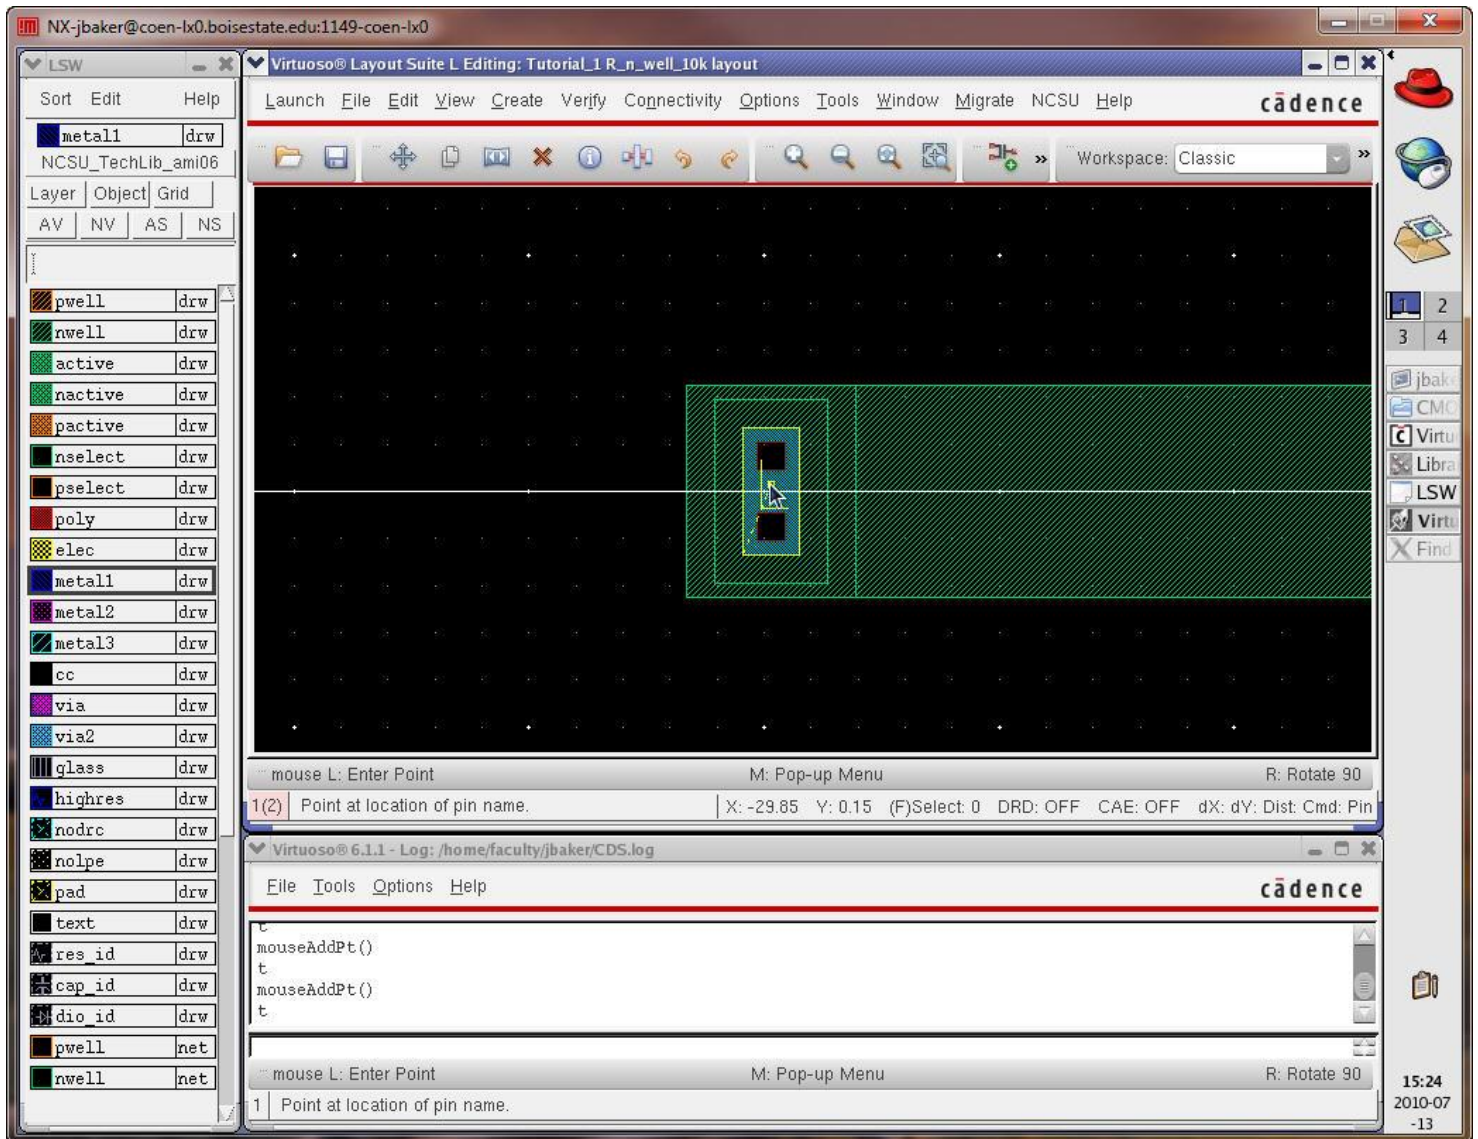 NX-jbaker@coen-lx0.boisestate.edu:1149-coen-lx0
LSW
Sort Edit Help
metal1 drw
NCSU_TechLib_ami06
Layer Object Grid
AV NV AS NS
pwell drw
nwell drw
active drw
nactive drw
pactive drw
nselect drw
pselect drw
poly drw
elec drw
metal1 drw
metal2 drw
metal3 drw
cc drw
via drw
via2 drw
glass drw
highres drw
nodrc drw
nolpe drw
pad drw
text drw
res_id drw
cap_id drw
dio_id drw
pwell net
nwell net
Virtuoso® Layout Suite L Editing: Tutorial_1 R_n_well_10k layout
Launch File Edit View Create Verify Connectivity Options Tools Window Migrate NCSU Help cādence
» Workspace: Classic »
mouse L: Enter Point M: Pop-up Menu R: Rotate 90
1(2) Point at location of pin name. X: -29.85 Y: 0.15 (F)Select: 0 DRD: OFF CAE: OFF dX: dY: Dist: Cmd: Pin
Virtuoso® 6.1.1 - Log: /home/faculty/jbaker/CDS.log
File Tools Options Help cādence
t
mouseAddPt()
t
mouseAddPt()
t
mouse L: Enter Point M: Pop-up Menu R: Rotate 90
1 Point at location of pin name.
1 2
3 4
jbake
CMO
Virtu
Libra
LSW
Virtu
Find
15:24
2010-07
-13